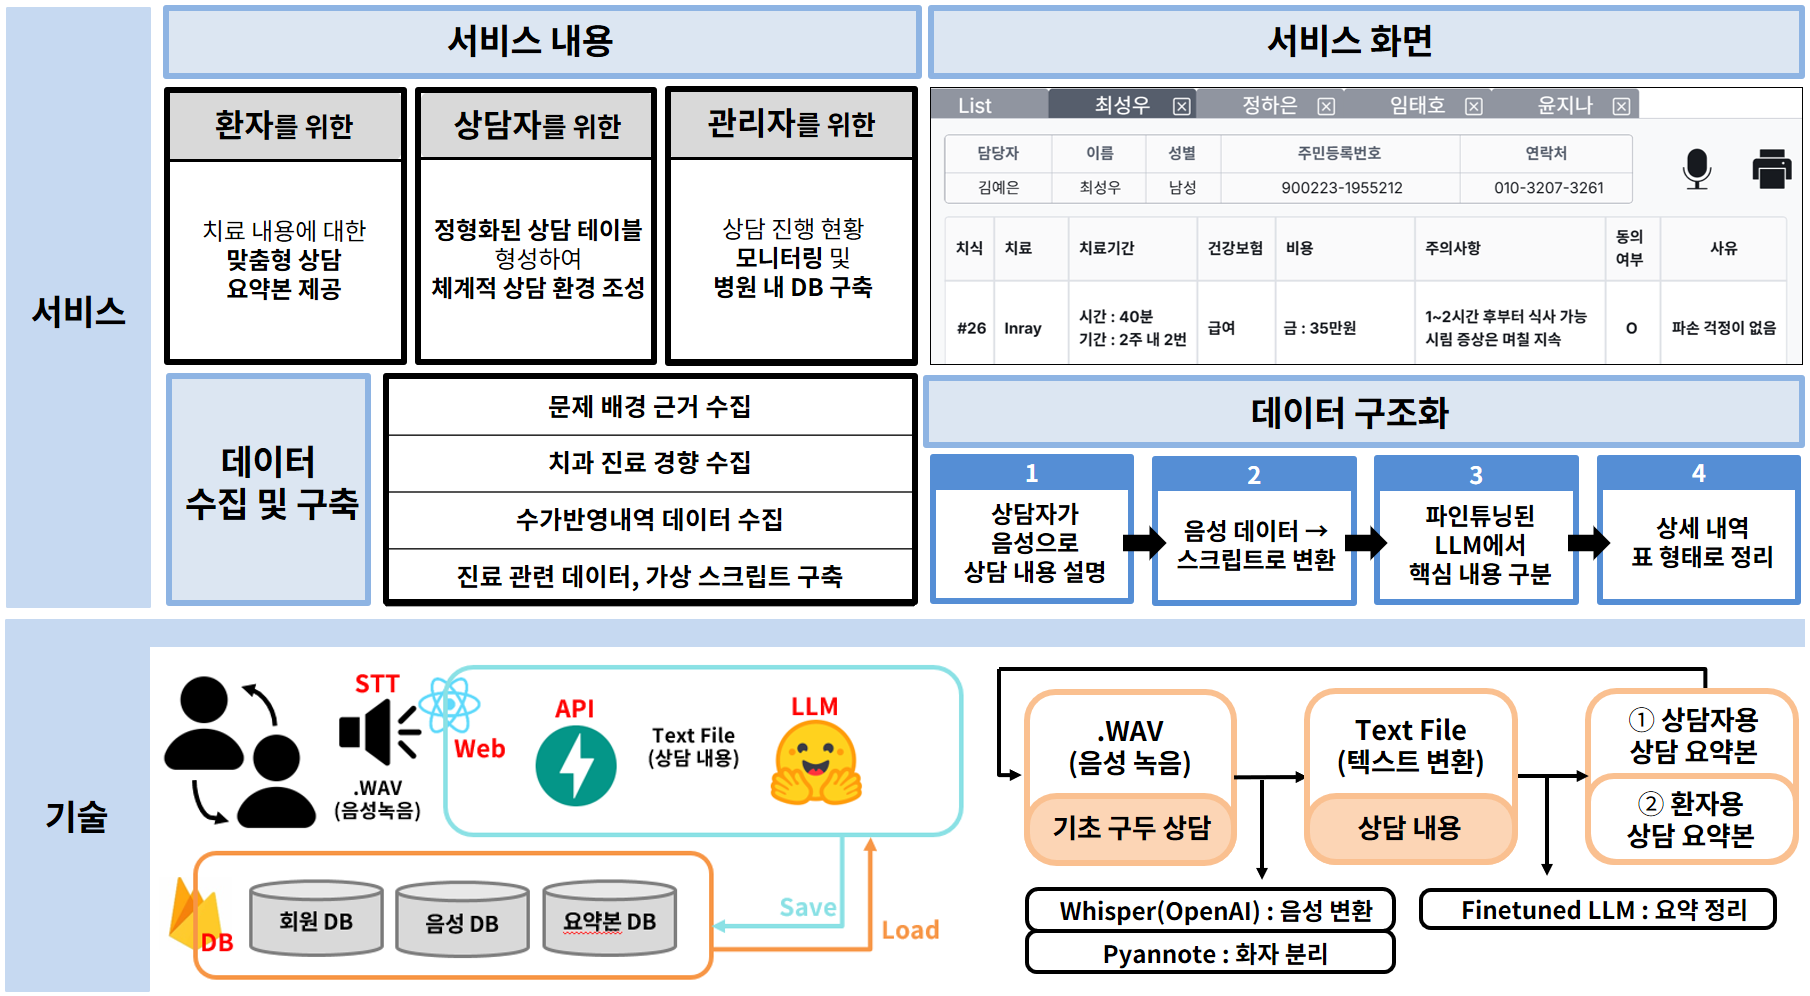 서비스
서비스 내용
환자를 위한
치료 내용에 대한
맞춤형 상담
요약본 제공
상담자를 위한
정형화된 상담 테이블
형성하여
체계적 상담 환경 조성
관리자를 위한
상담 진행 현황
모니터링 및
병원 내 DB 구축
서비스 화면
List 최성우 정하은 임태호 윤지나
담당자 이름 성별 주민등록번호 연락처
김예은 최성우 남성 900223-1955212 010-3207-3261
치식 치료 치료기간 건강보험 비용 주의사항 동의 여부 사유
#26 Inray 시간 : 40분 기간 : 2주 내 2번 급여 금 : 35만원 1~2시간 후부터 식사 가능 시림 증상은 며칠 지속 O 파손 걱정이 없음
데이터
수집 및 구축
문제 배경 근거 수집
치과 진료 경향 수집
수가반영내역 데이터 수집
진료 관련 데이터, 가상 스크립트 구축
데이터 구조화
1
상담자가
음성으로
상담 내용 설명
2
음성 데이터 →
스크립트로 변환
3
파인튜닝된
LLM에서
핵심 내용 구분
4
상세 내역
표 형태로 정리
기술
STT
.WAV
(음성녹음)
Web
API
Text File
(상담 내용)
LLM
DB
회원 DB
음성 DB
요약본 DB
Save
Load
.WAV
(음성 녹음)
기초 구두 상담
Text File
(텍스트 변환)
상담 내용
① 상담자용
상담 요약본
② 환자용
상담 요약본
Whisper(OpenAI) : 음성 변환
Pyannote : 화자 분리
Finetuned LLM : 요약 정리